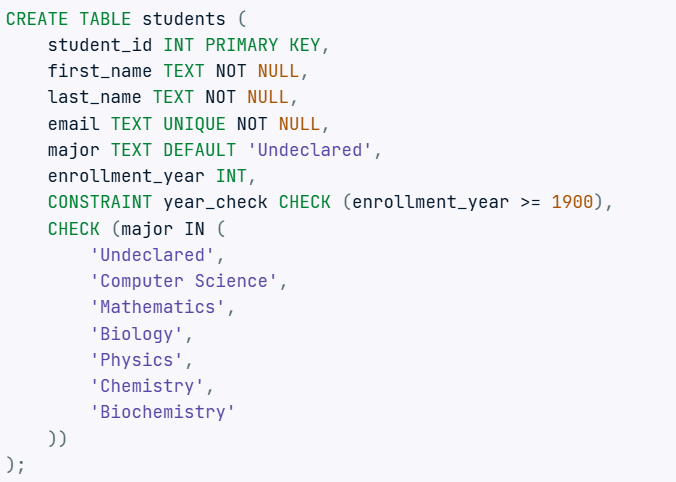 CREATE TABLE students (
    student_id INT PRIMARY KEY,
    first_name TEXT NOT NULL,
    last_name TEXT NOT NULL,
    email TEXT UNIQUE NOT NULL,
    major TEXT DEFAULT 'Undeclared',
    enrollment_year INT,
    CONSTRAINT year_check CHECK (enrollment_year >= 1900),
    CHECK (major IN (
        'Undeclared',
        'Computer Science',
        'Mathematics',
        'Biology',
        'Physics',
        'Chemistry',
        'Biochemistry'
    ))
);